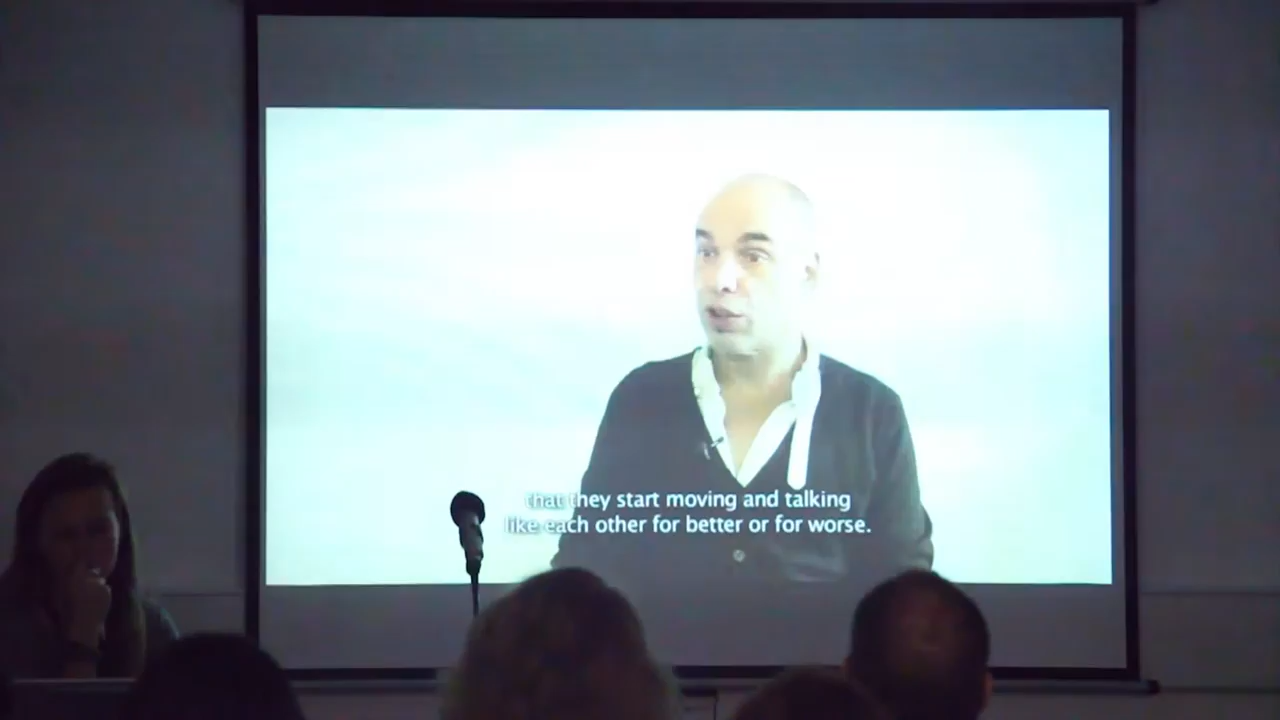 that they start moving and talking
like each other for better or for worse.